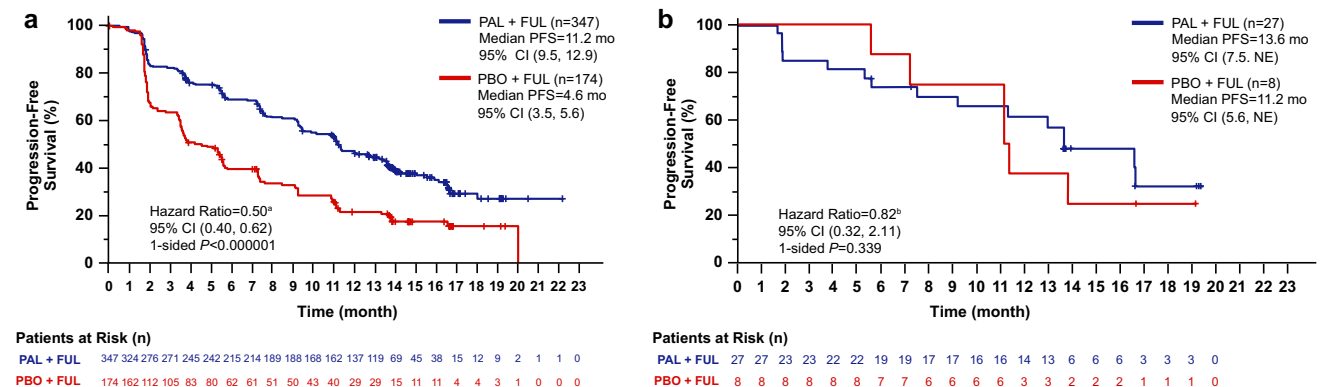 a
100
80
60
40
20
0
Progression-Free
Survival (%)
PAL + FUL (n=347)
Median PFS=11.2 mo
95% CI (9.5, 12.9)
PBO + FUL (n=174)
Median PFS=4.6 mo
95% CI (3.5, 5.6)
Hazard Ratio=0.50ᵃ
95% CI (0.40, 0.62)
1-sided P<0.000001
0 1 2 3 4 5 6 7 8 9 10 11 12 13 14 15 16 17 18 19 20 21 22 23
Time (month)
Patients at Risk (n)
PAL + FUL 347 324 276 271 245 242 215 214 189 188 168 162 137 119 69 45 38 15 12 9 2 1 1 0
PBO + FUL 174 162 112 105 83 80 62 61 51 50 43 40 29 29 15 11 11 4 4 3 1 0 0 0
b
100
80
60
40
20
0
Progression-Free
Survival (%)
PAL + FUL (n=27)
Median PFS=13.6 mo
95% CI (7.5. NE)
PBO + FUL (n=8)
Median PFS=11.2 mo
95% CI (5.6, NE)
Hazard Ratio=0.82ᵇ
95% CI (0.32, 2.11)
1-sided P=0.339
0 1 2 3 4 5 6 7 8 9 10 11 12 13 14 15 16 17 18 19 20 21 22 23
Time (month)
Patients at Risk (n)
PAL + FUL 27 27 23 23 22 22 19 19 17 17 16 16 14 13 6 6 6 3 3 3 0
PBO + FUL 8 8 8 8 8 8 7 7 6 6 6 6 3 3 2 2 2 1 1 1 0